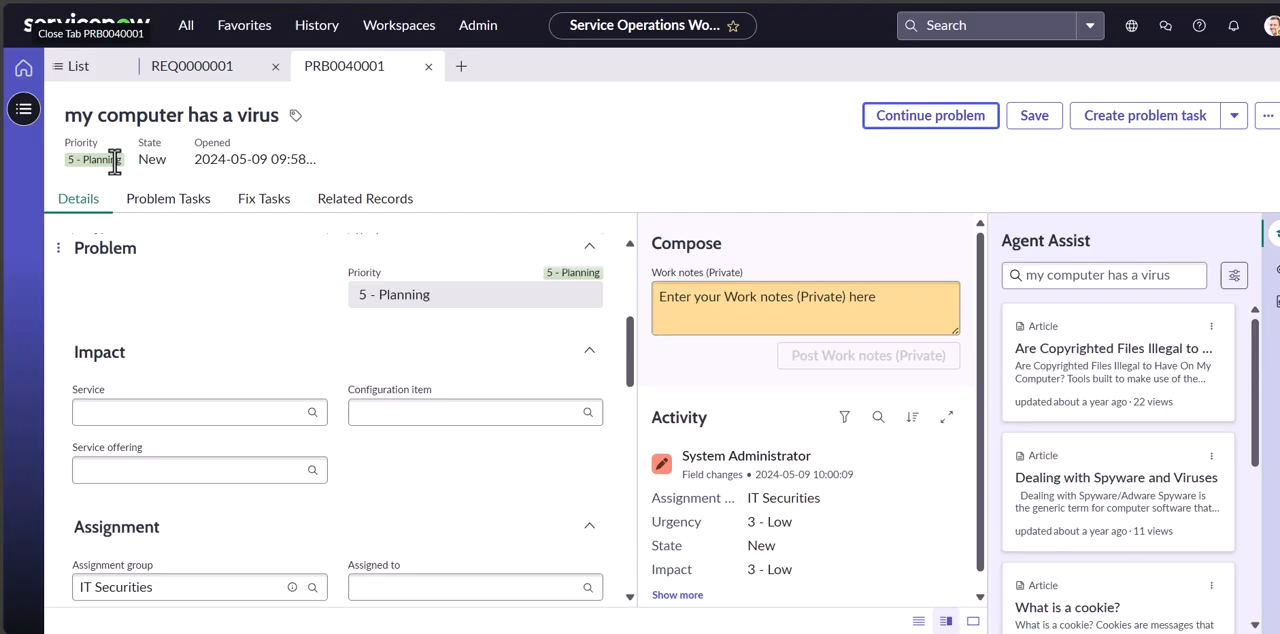 servicenow
Close Tab PRB0040001
All
Favorites
History
Workspaces
Admin
Service Operations Wo...
Search
List
REQ0000001
PRB0040001
my computer has a virus
Continue problem
Save
Create problem task
Priority
State
Opened
5 - Planning
New
2024-05-09 09:58...
Details
Problem Tasks
Fix Tasks
Related Records
Problem
Priority
5 - Planning
5 - Planning
Impact
Service
Configuration item
Service offering
Assignment
Assignment group
Assigned to
IT Securities
Compose
Work notes (Private)
Enter your Work notes (Private) here
Post Work notes (Private)
Activity
System Administrator
Field changes • 2024-05-09 10:00:09
Assignment ... IT Securities
Urgency 3 - Low
State New
Impact 3 - Low
Show more
Agent Assist
my computer has a virus
Article
Are Copyrighted Files Illegal to ...
Are Copyrighted Files Illegal to Have On My
Computer? Tools built to make use of the...
updated about a year ago · 22 views
Article
Dealing with Spyware and Viruses
Dealing with Spyware/Adware Spyware is
the generic term for computer software that...
updated about a year ago · 11 views
Article
What is a cookie?
What is a cookie? Cookies are messages that